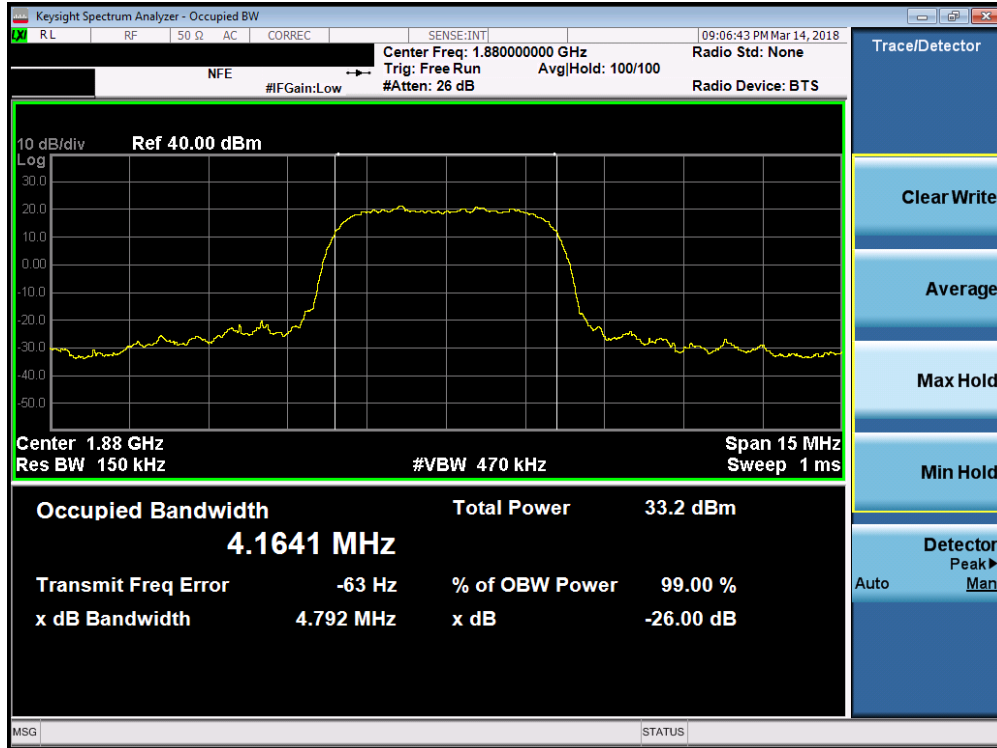 Keysight Spectrum Analyzer - Occupied BW
LXI RL RF 50 Ω AC CORREC SENSE:INT 09:06:43 PM Mar 14, 2018
Center Freq: 1.880000000 GHz Radio Std: None
NFE Trig: Free Run Avg|Hold: 100/100
#IFGain:Low #Atten: 26 dB Radio Device: BTS
Trace/Detector
10 dB/div Ref 40.00 dBm
Log
30.0
20.0
10.0
0.00
-10.0
-20.0
-30.0
-40.0
-50.0
Center 1.88 GHz Span 15 MHz
Res BW 150 kHz #VBW 470 kHz Sweep 1 ms
Clear Write
Average
Max Hold
Min Hold
Detector
Peak▶
Auto Man
Occupied Bandwidth Total Power 33.2 dBm
4.1641 MHz
Transmit Freq Error -63 Hz % of OBW Power 99.00 %
x dB Bandwidth 4.792 MHz x dB -26.00 dB
MSG STATUS